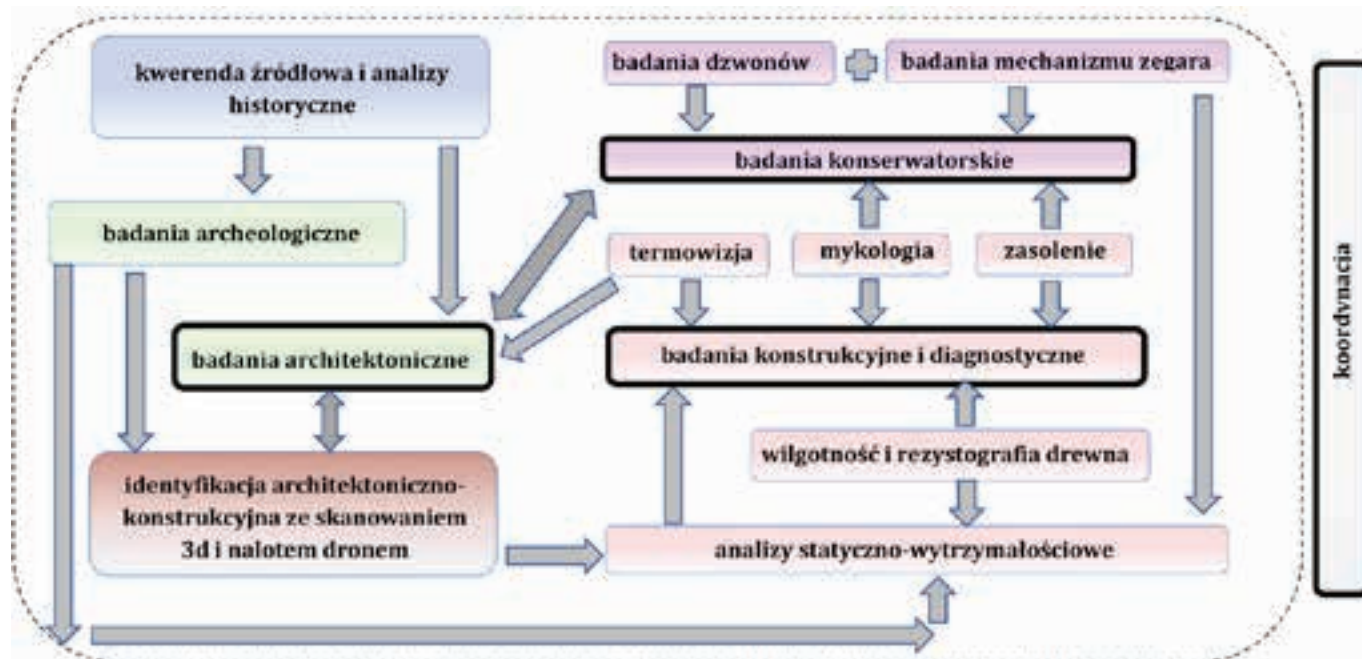 kwerenda źródłowa i analizy
historyczne
badania dzwonów
badania mechanizmu zegara
badania konserwatorskie
badania archeologiczne
termowizja
mykologia
zasolenie
badania architektoniczne
badania konstrukcyjne i diagnostyczne
wilgotność i rezystografia drewna
identyfikacja architektoniczno-
konstrukcyjna ze skanowaniem
3d i nalotem dronem
analizy statyczno-wytrzymałościowe
koordynacja